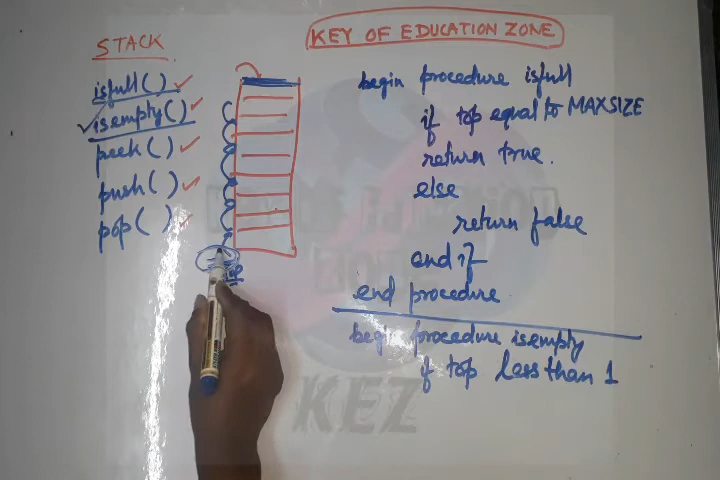 KEY OF EDUCATION ZONE
STACK
isfull()
isempty()
peek()
push()
pop()
begin procedure isfull
if top equal to MAXSIZE
return true.
else
return false
end if
end procedure
begin procedure isempty
if top less than 1
KEZ